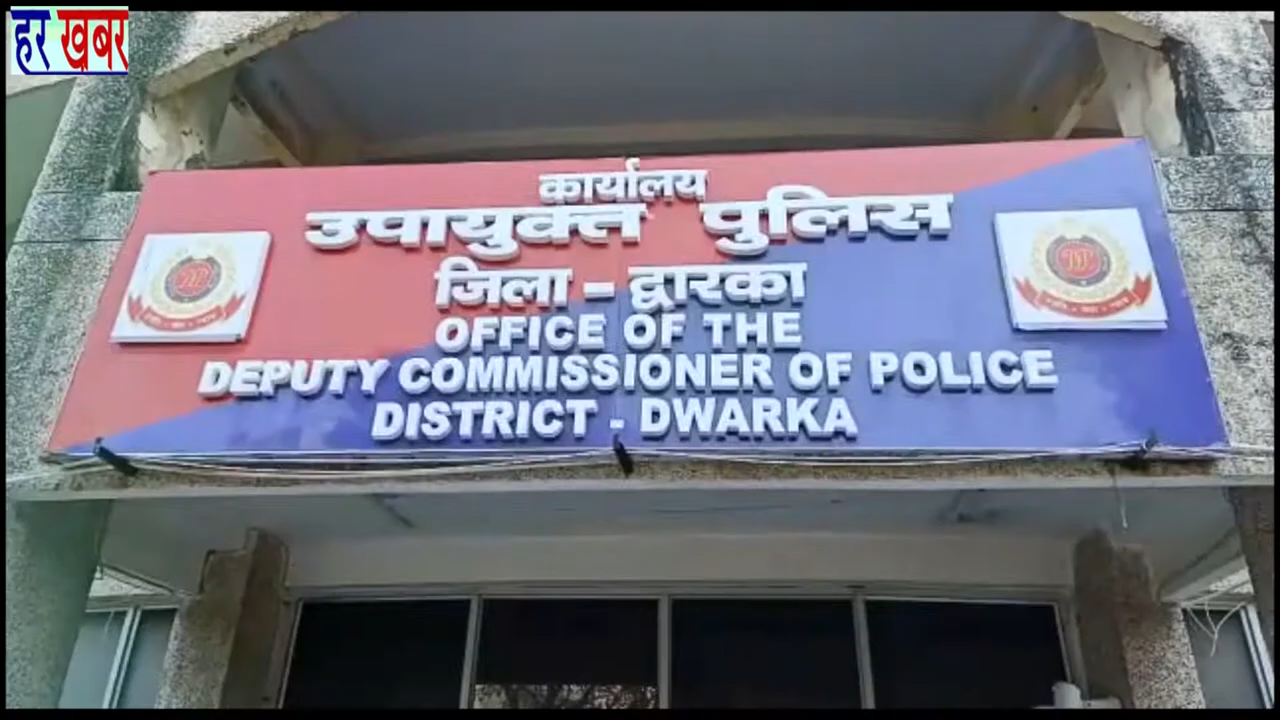 हर खबर
कार्यालय
उपायुक्त पुलिस
जिला - द्वारका
OFFICE OF THE
DEPUTY COMMISSIONER OF POLICE
DISTRICT - DWARKA